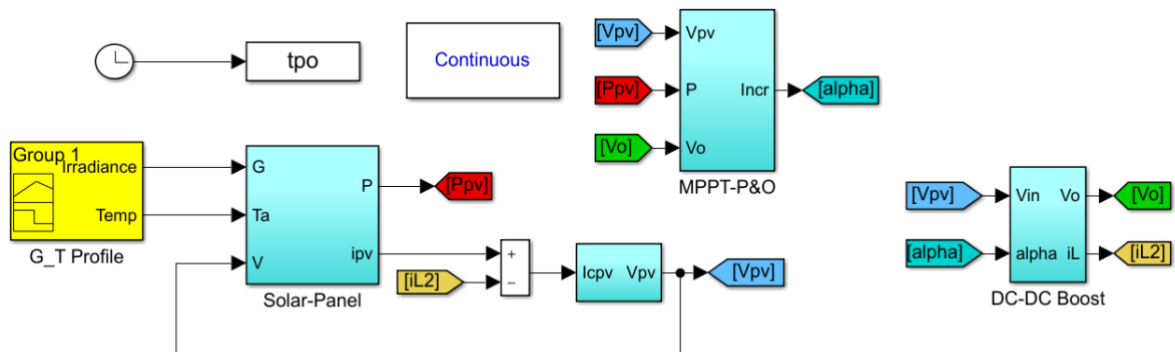 tpo
Continuous
[Vpv]
[Ppv]
[Vo]
Vpv
P
Vo
Incr
[alpha]
MPPT-P&O
Group 1
Irradiance
Temp
G_T Profile
G
Ta
V
P
ipv
Solar-Panel
[Ppv]
[iL2]
+
−
Icpv Vpv
[Vpv]
[Vpv]
[alpha]
Vin Vo
alpha iL
[Vo]
[iL2]
DC-DC Boost